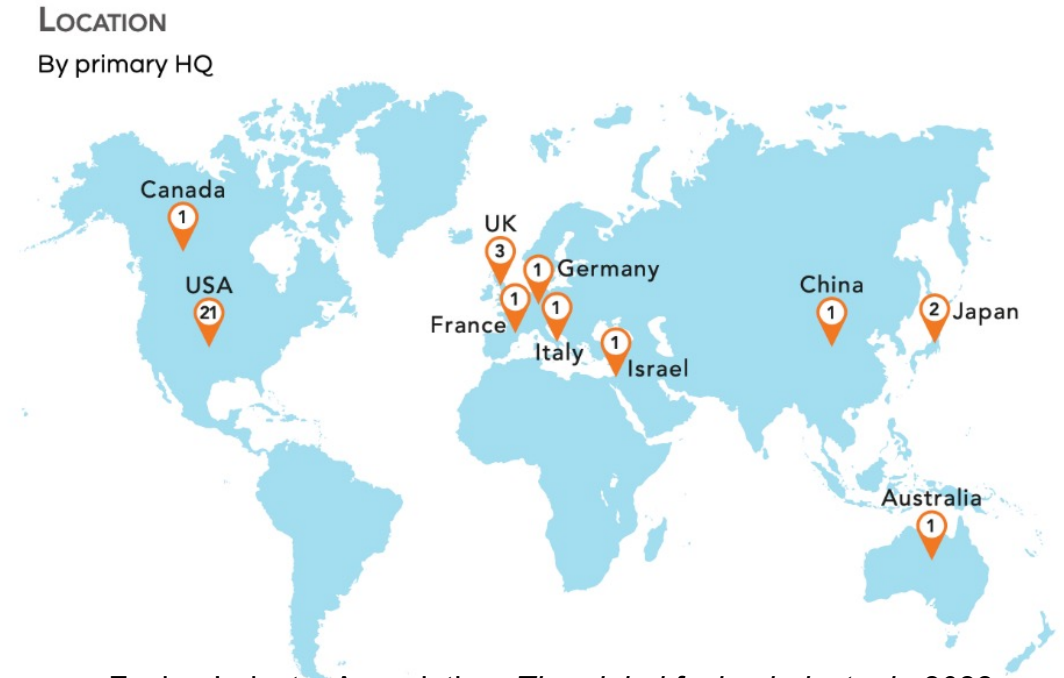 LOCATION
By primary HQ
Canada
1
USA
21
UK
3
1 Germany
1
France
1
Italy
1
Israel
China
1
2 Japan
Australia
1